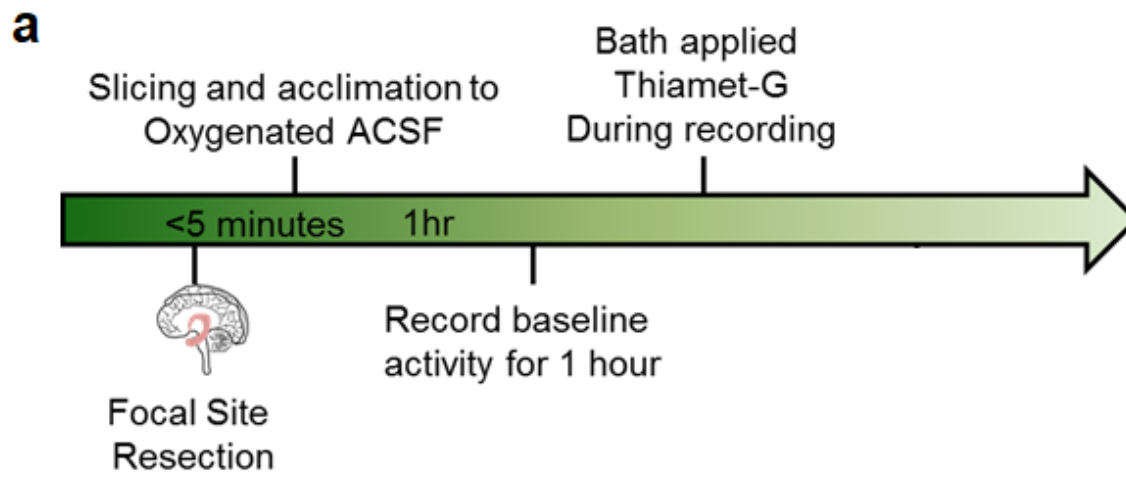 a
Slicing and acclimation to
Oxygenated ACSF
Bath applied
Thiamet-G
During recording
<5 minutes
1hr
Focal Site
Resection
Record baseline
activity for 1 hour